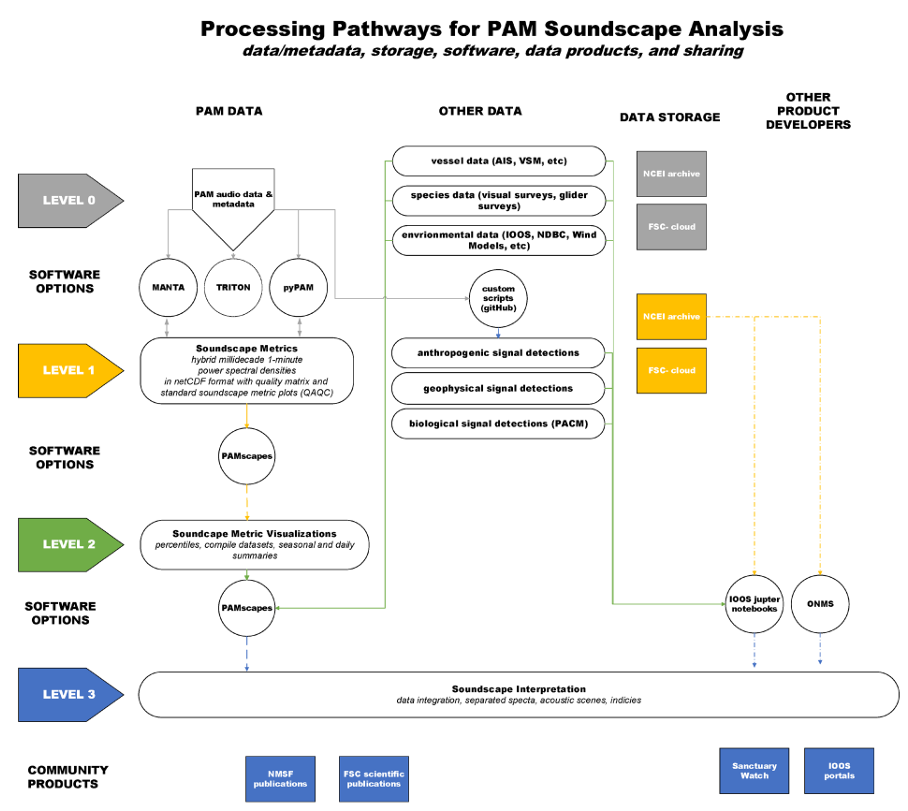 Processing Pathways for PAM Soundscape Analysis
data/metadata, storage, software, data products, and sharing
PAM DATA
OTHER DATA
DATA STORAGE
OTHER
PRODUCT
DEVELOPERS
LEVEL 0
PAM audio data &
metadata
vessel data (AIS, VSM, etc)
species data (visual surveys, glider
surveys)
envrionmental data (IOOS, NDBC, Wind
Models, etc)
NCEI archive
FSC- cloud
SOFTWARE
OPTIONS
MANTA
TRITON
pyPAM
custom
scripts
(gitHub)
NCEI archive
FSC- cloud
LEVEL 1
Soundscape Metrics
hybrid millidecade 1-minute
power spectral densities
in netCDF format with quality matrix and
standard soundscape metric plots (QAQC)
anthropogenic signal detections
geophysical signal detections
biological signal detections (PACM)
SOFTWARE
OPTIONS
PAMscapes
LEVEL 2
Soundcape Metric Visualizations
percentiles, compile datasets, seasonal and daily
summaries
SOFTWARE
OPTIONS
PAMscapes
IOOS jupter
notebooks
ONMS
LEVEL 3
Soundscape Interpretation
data integration, separated specta, acoustic scenes, indicies
COMMUNITY
PRODUCTS
NMSF
publications
FSC scientific
publications
Sanctuary
Watch
IOOS
portals